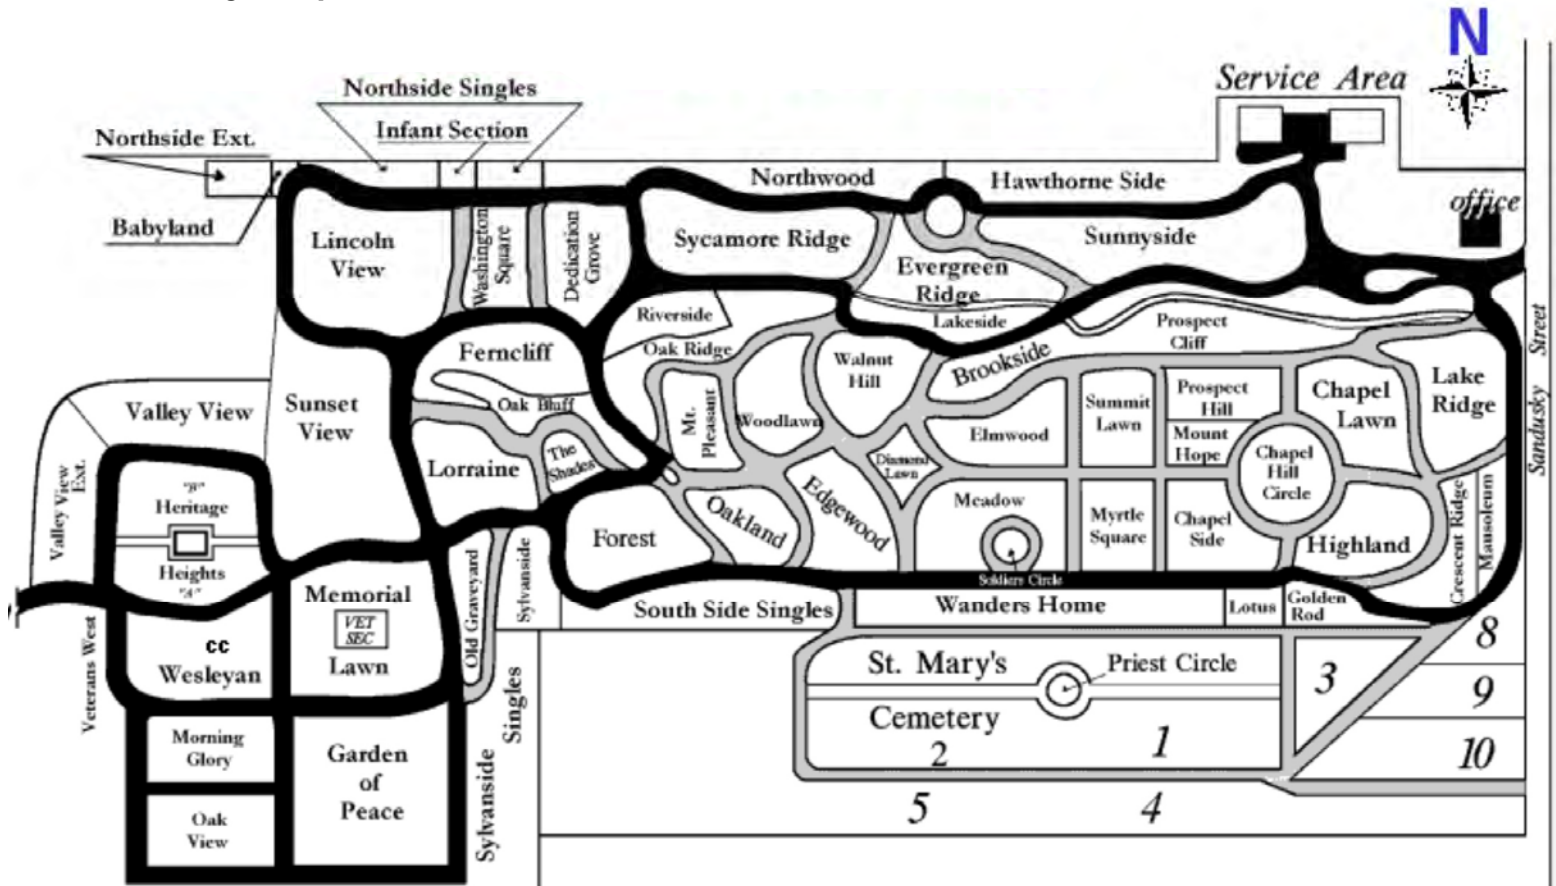 N
Service Area
Northside Singles
Infant Section
Northside Ext.
Northwood
Hawthorne Side
office
Babyland
Lincoln
View
Washington
Square
Dedication
Grove
Sycamore Ridge
Sunnyside
Evergreen
Ridge
Riverside
Lakeside
Prospect
Cliff
Sandusky Street
Ferncliff
Oak Ridge
Walnut
Hill
Brookside
Lake
Ridge
Valley View
Sunset
View
Oak Bluff
Mt.
Pleasant
Woodlawn
Summit
Lawn
Prospect
Hill
Chapel
Lawn
Elmwood
Mount
Hope
Chapel
Hill
Circle
Lorraine
The
Shades
Diamond
Lawn
Valley View
Ext.
"B"
Heritage
Heights
"A"
Forest
Oakland
Edgewood
Meadow
Myrtle
Square
Chapel
Side
Highland
Crescent Ridge
Mausoleum
Soldiers Circle
Memorial
VET
SEC
Lawn
Old Graveyard
Sylvanside
South Side Singles
Wanders Home
Lotus
Golden
Rod
8
Veterans West
cc
Wesleyan
St. Mary's
Priest Circle
3
9
Cemetery
2
1
10
Sylvanside
Singles
Morning
Glory
Garden
of
Peace
Oak
View
5
4